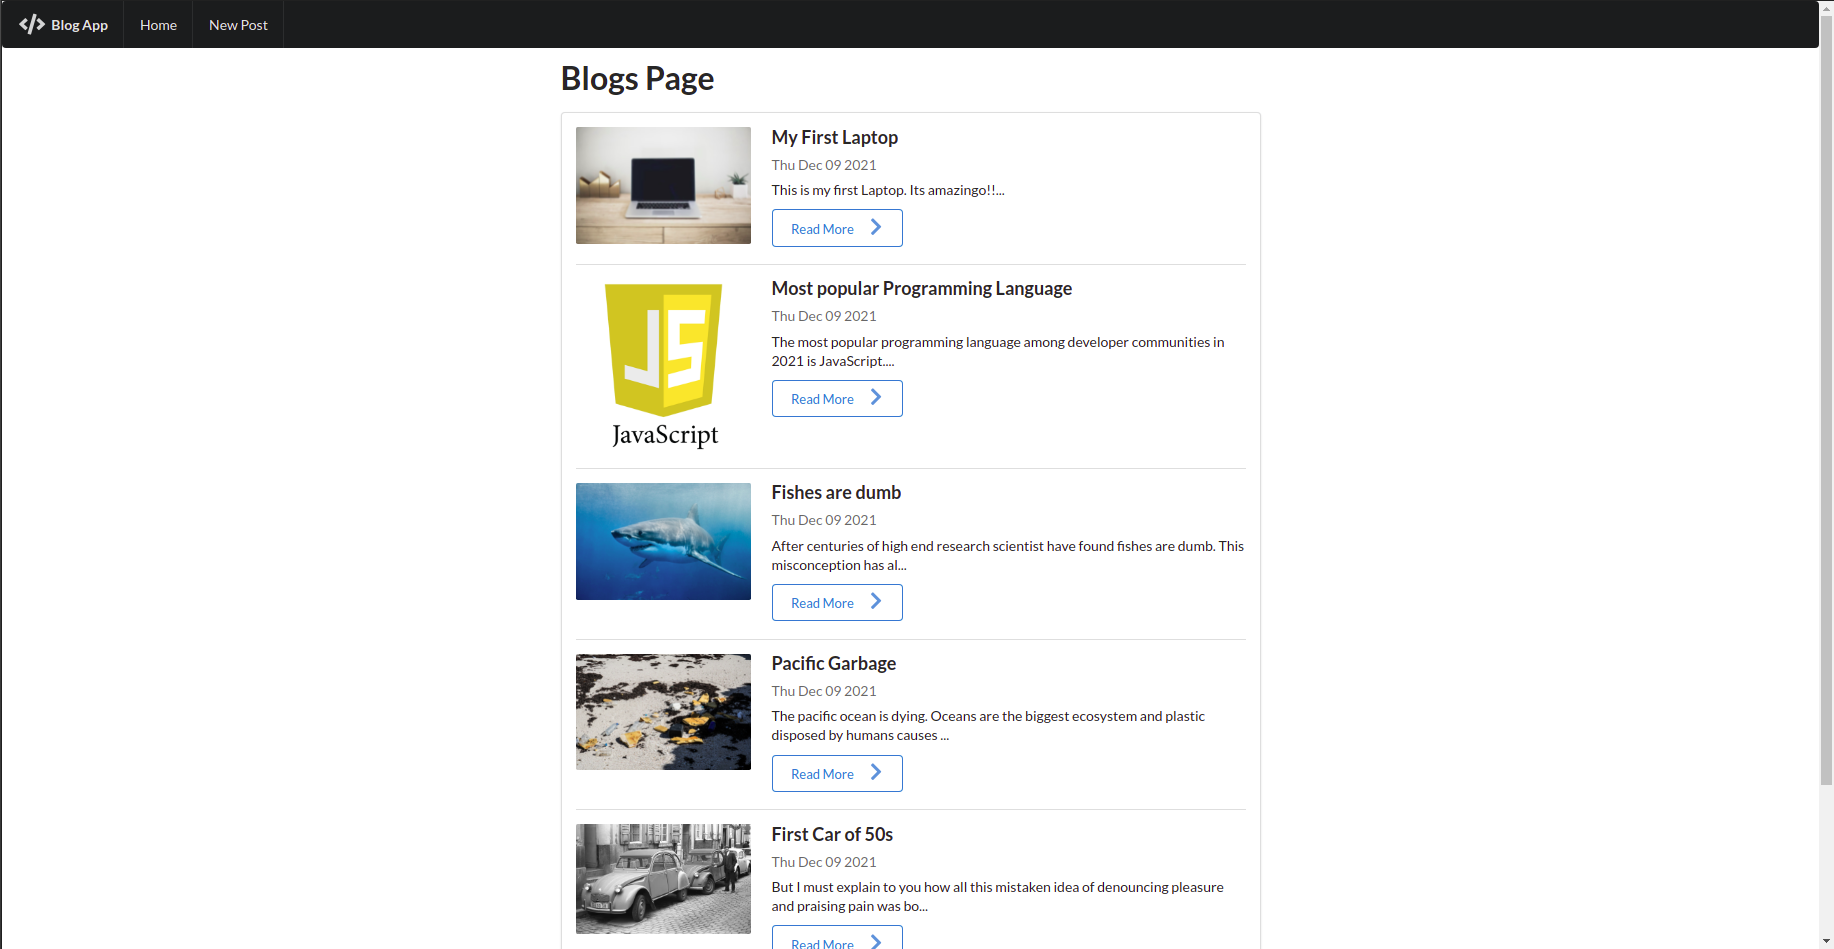 Blog App Home New Post
Blogs Page
My First Laptop
Thu Dec 09 2021
This is my first Laptop. Its amazingo!!...
Read More
JS
JavaScript
Most popular Programming Language
Thu Dec 09 2021
The most popular programming language among developer communities in
2021 is JavaScript....
Read More
Fishes are dumb
Thu Dec 09 2021
After centuries of high end research scientist have found fishes are dumb. This
misconception has al...
Read More
Pacific Garbage
Thu Dec 09 2021
The pacific ocean is dying. Oceans are the biggest ecosystem and plastic
disposed by humans causes ...
Read More
First Car of 50s
Thu Dec 09 2021
But I must explain to you how all this mistaken idea of denouncing pleasure
and praising pain was bo...
Read More